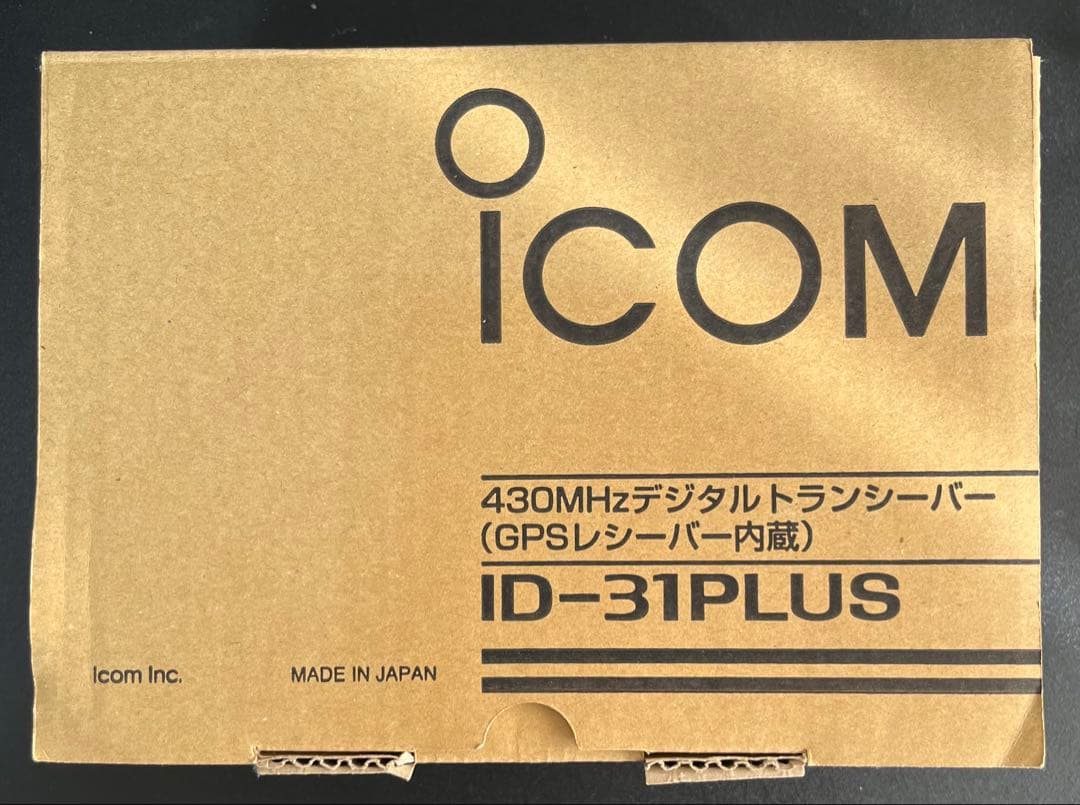 iCOM
430MHzデジタルトランシーバー
(GPSレシーバー内蔵)
ID-31PLUS
Icom Inc. MADE IN JAPAN